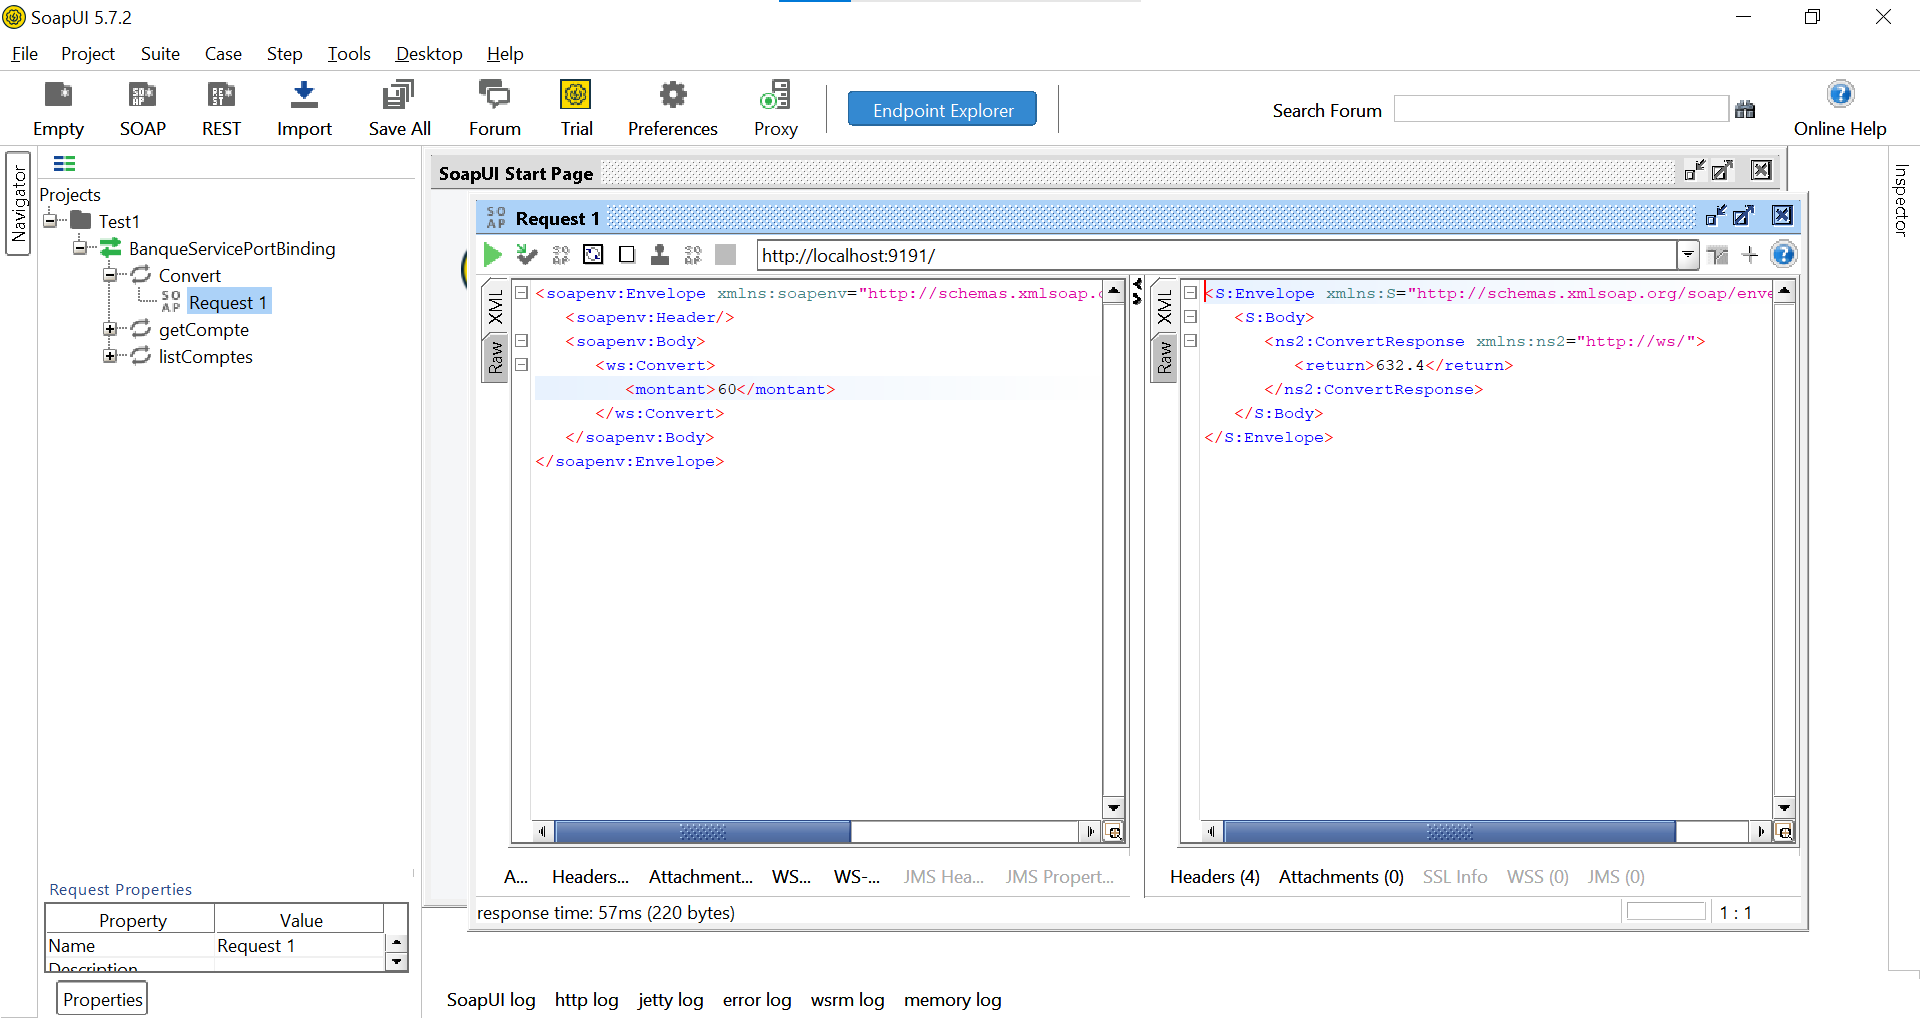 SoapUI 5.7.2
File Project Suite Case Step Tools Desktop Help
Empty SOAP REST Import Save All Forum Trial Preferences Proxy
Endpoint Explorer
Search Forum
Online Help
Navigator
Projects
Test1
BanqueServicePortBinding
Convert
SO AP Request 1
getCompte
listComptes
SoapUI Start Page
SO AP Request 1
http://localhost:9191/
XML
Raw
<soapenv:Envelope xmlns:soapenv="http://schemas.xmlsoap.
<soapenv:Header/>
<soapenv:Body>
<ws:Convert>
<montant>60</montant>
</ws:Convert>
</soapenv:Body>
</soapenv:Envelope>
XML
Raw
<S:Envelope xmlns:S="http://schemas.xmlsoap.org/soap/enve
<S:Body>
<ns2:ConvertResponse xmlns:ns2="http://ws/">
<return>632.4</return>
</ns2:ConvertResponse>
</S:Body>
</S:Envelope>
A... Headers... Attachment... WS... WS-... JMS Hea... JMS Propert...
Headers (4) Attachments (0) SSL Info WSS (0) JMS (0)
response time: 57ms (220 bytes)
1 : 1
Inspector
Request Properties
Property Value
Name Request 1
Description
Properties
SoapUI log http log jetty log error log wsrm log memory log